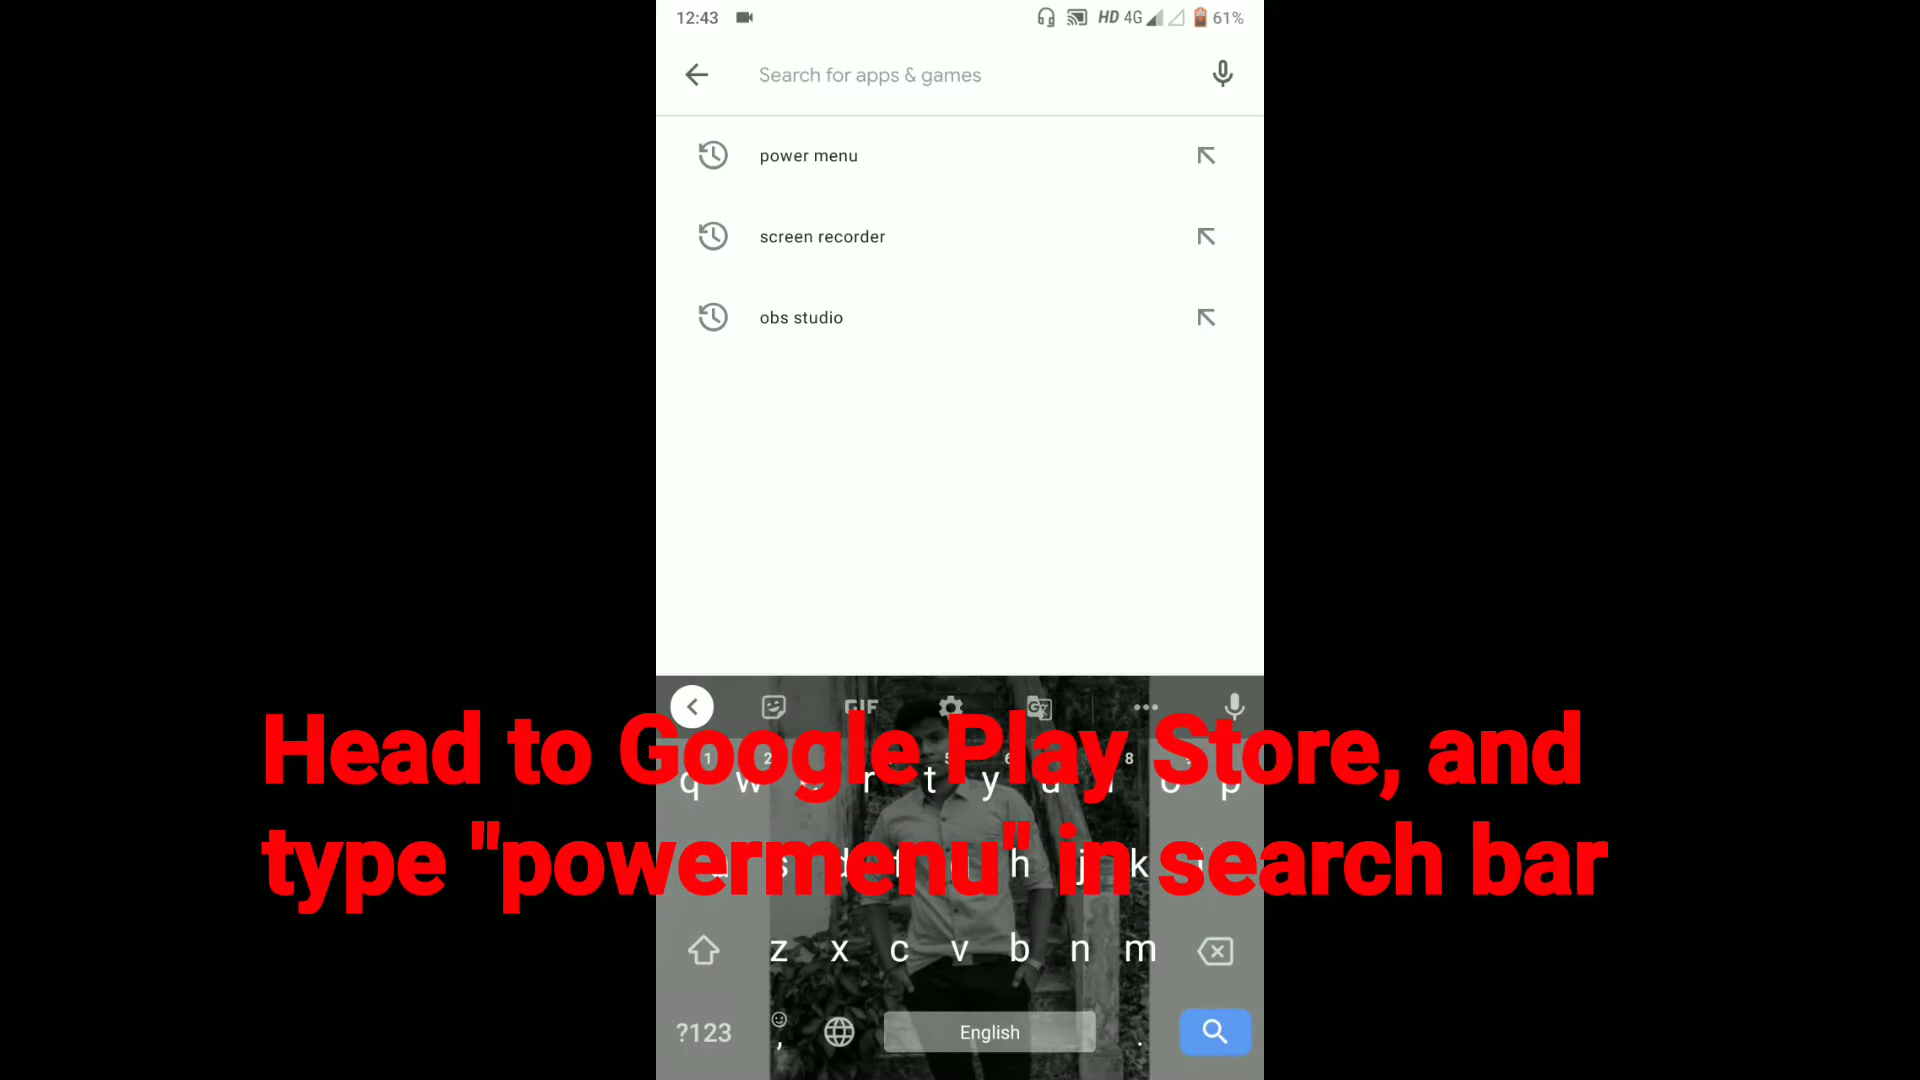 12:43
HD 4G 61%
Search for apps & games
power menu
screen recorder
obs studio
GIF
Head to Google Play Store, and
type "powermenu" in search bar
z x c v b n m
?123 , English .